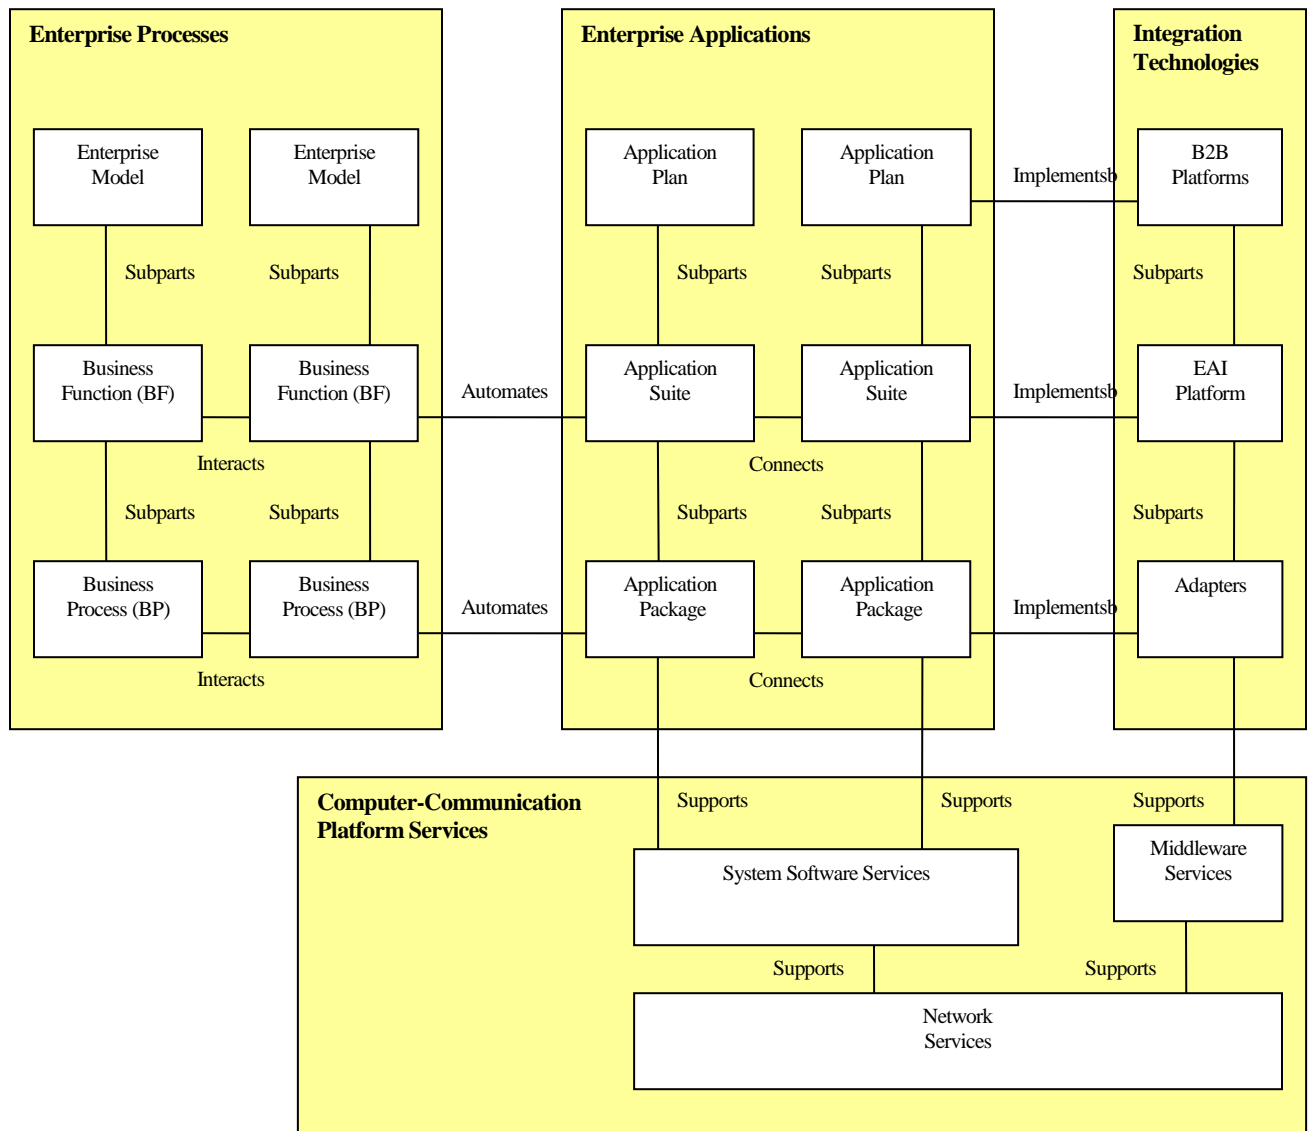 Enterprise Processes
Enterprise Applications
Integration
Technologies
Enterprise
Model
Enterprise
Model
Application
Plan
Application
Plan
Implementsb
B2B
Platforms
Subparts
Subparts
Subparts
Subparts
Subparts
Business
Function (BF)
Business
Function (BF)
Automates
Application
Suite
Application
Suite
Implementsb
EAI
Platform
Interacts
Connects
Subparts
Subparts
Subparts
Subparts
Subparts
Business
Process (BP)
Business
Process (BP)
Automates
Application
Package
Application
Package
Implementsb
Adapters
Interacts
Connects
Computer-Communication
Platform Services
Supports
Supports
Supports
System Software Services
Middleware
Services
Supports
Supports
Network
Services